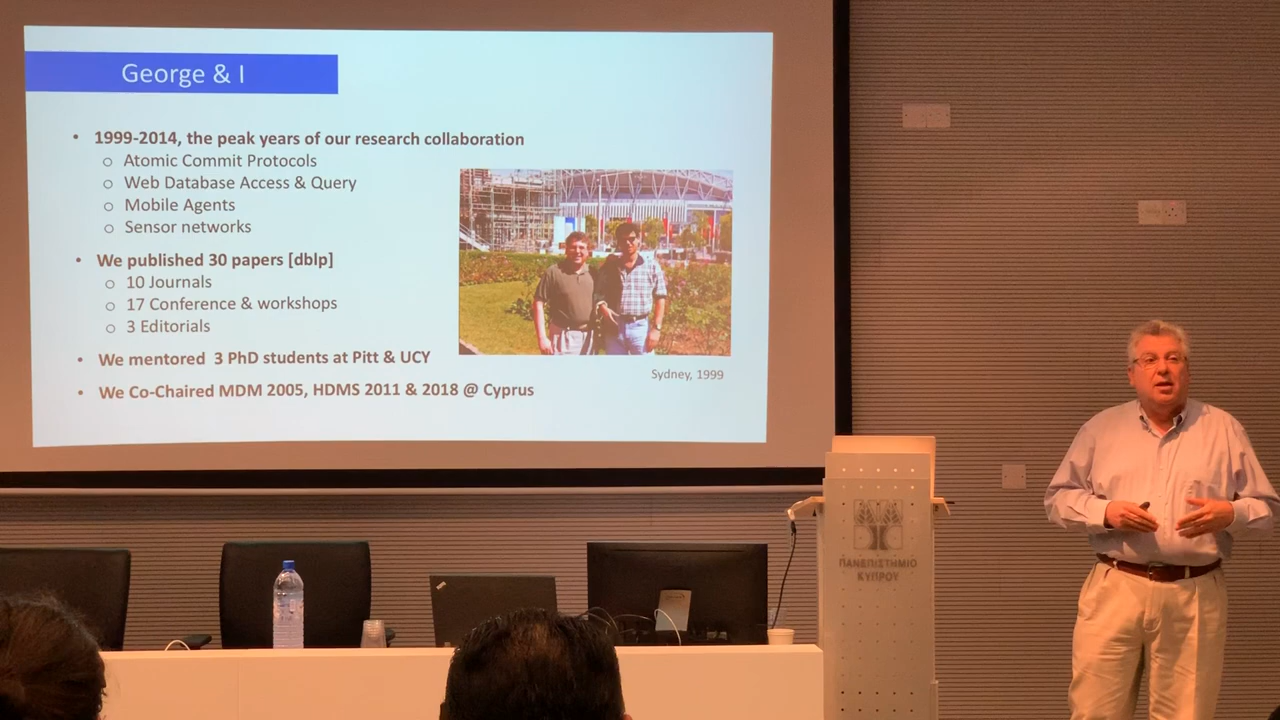 George & I
• 1999-2014, the peak years of our research collaboration
o Atomic Commit Protocols
o Web Database Access & Query
o Mobile Agents
o Sensor networks
• We published 30 papers [dblp]
o 10 Journals
o 17 Conference & workshops
o 3 Editorials
• We mentored 3 PhD students at Pitt & UCY
Sydney, 1999
• We Co-Chaired MDM 2005, HDMS 2011 & 2018 @ Cyprus
ΠΑΝΕΠΙΣΤΗΜΙΟ
ΚΥΠΡΟΥ